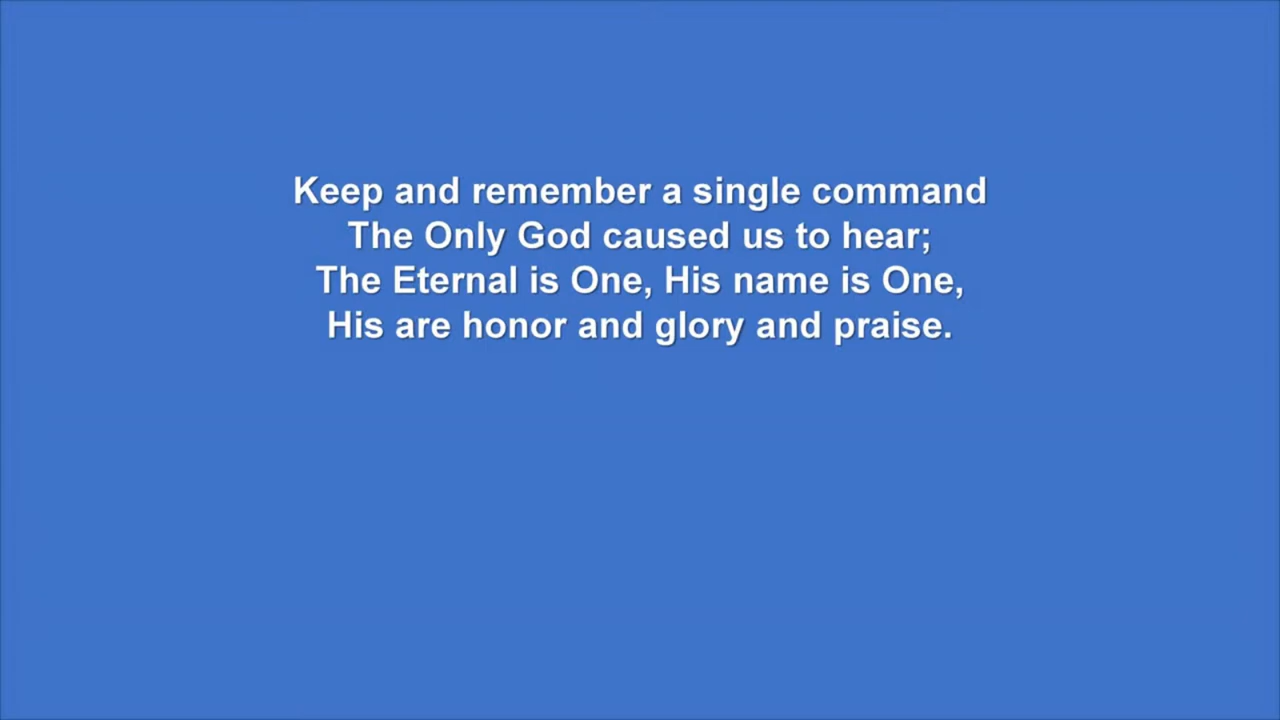 Keep and remember a single command
The Only God caused us to hear;
The Eternal is One, His name is One,
His are honor and glory and praise.